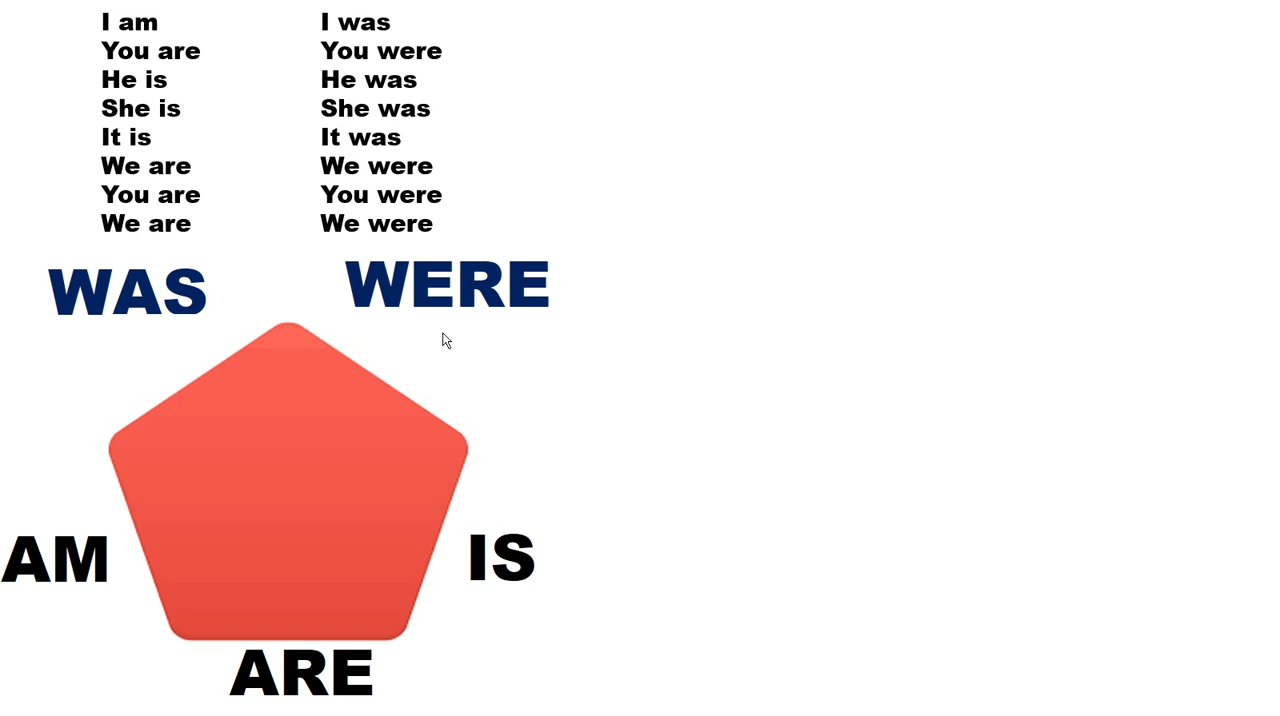 I am
You are
He is
She is
It is
We are
You are
We are
I was
You were
He was
She was
It was
We were
You were
We were
WAS
WERE
AM
IS
ARE